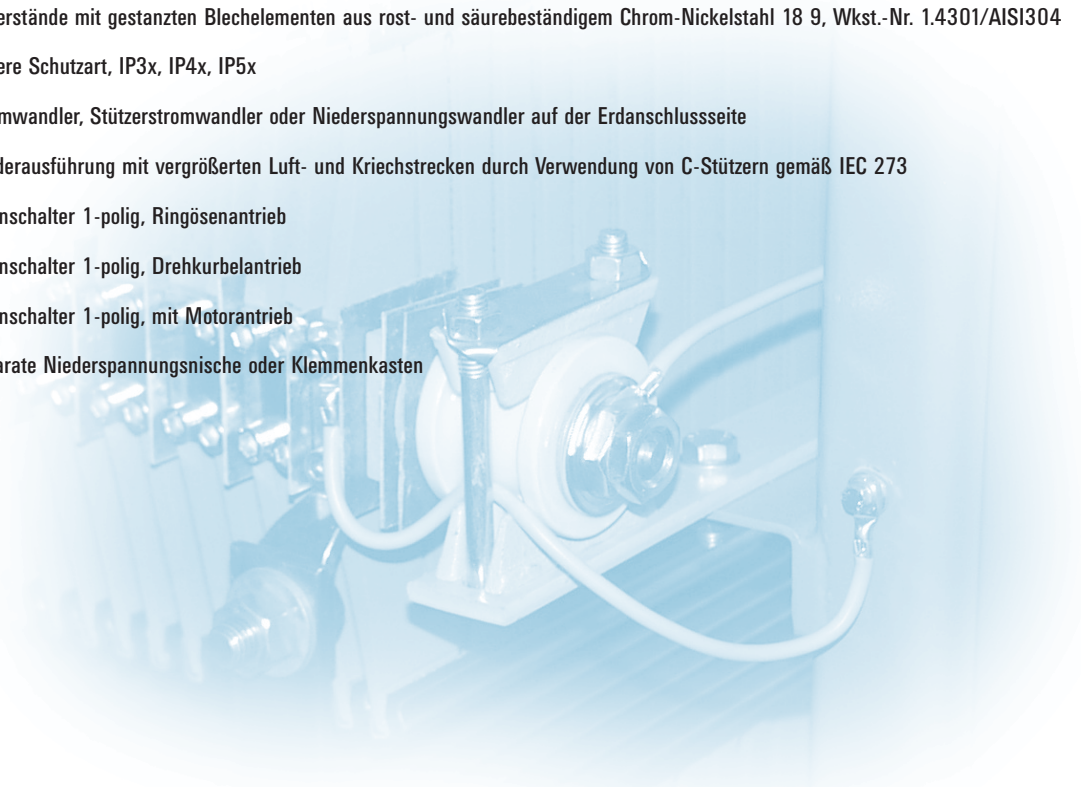 erstände mit gestanzten Blechelementen aus rost- und säurebeständigem Chrom-Nickelstahl 18 9, Wkst.-Nr. 1.4301/AISI304
ere Schutzart, IP3x, IP4x, IP5x
mwandler, Stützerstromwandler oder Niederspannungswandler auf der Erdanschlussseite
derausführung mit vergrößerten Luft- und Kriechstrecken durch Verwendung von C-Stützern gemäß IEC 273
nschalter 1-polig, Ringösenantrieb
nschalter 1-polig, Drehkurbelantrieb
nschalter 1-polig, mit Motorantrieb
arate Niederspannungsnische oder Klemmenkasten